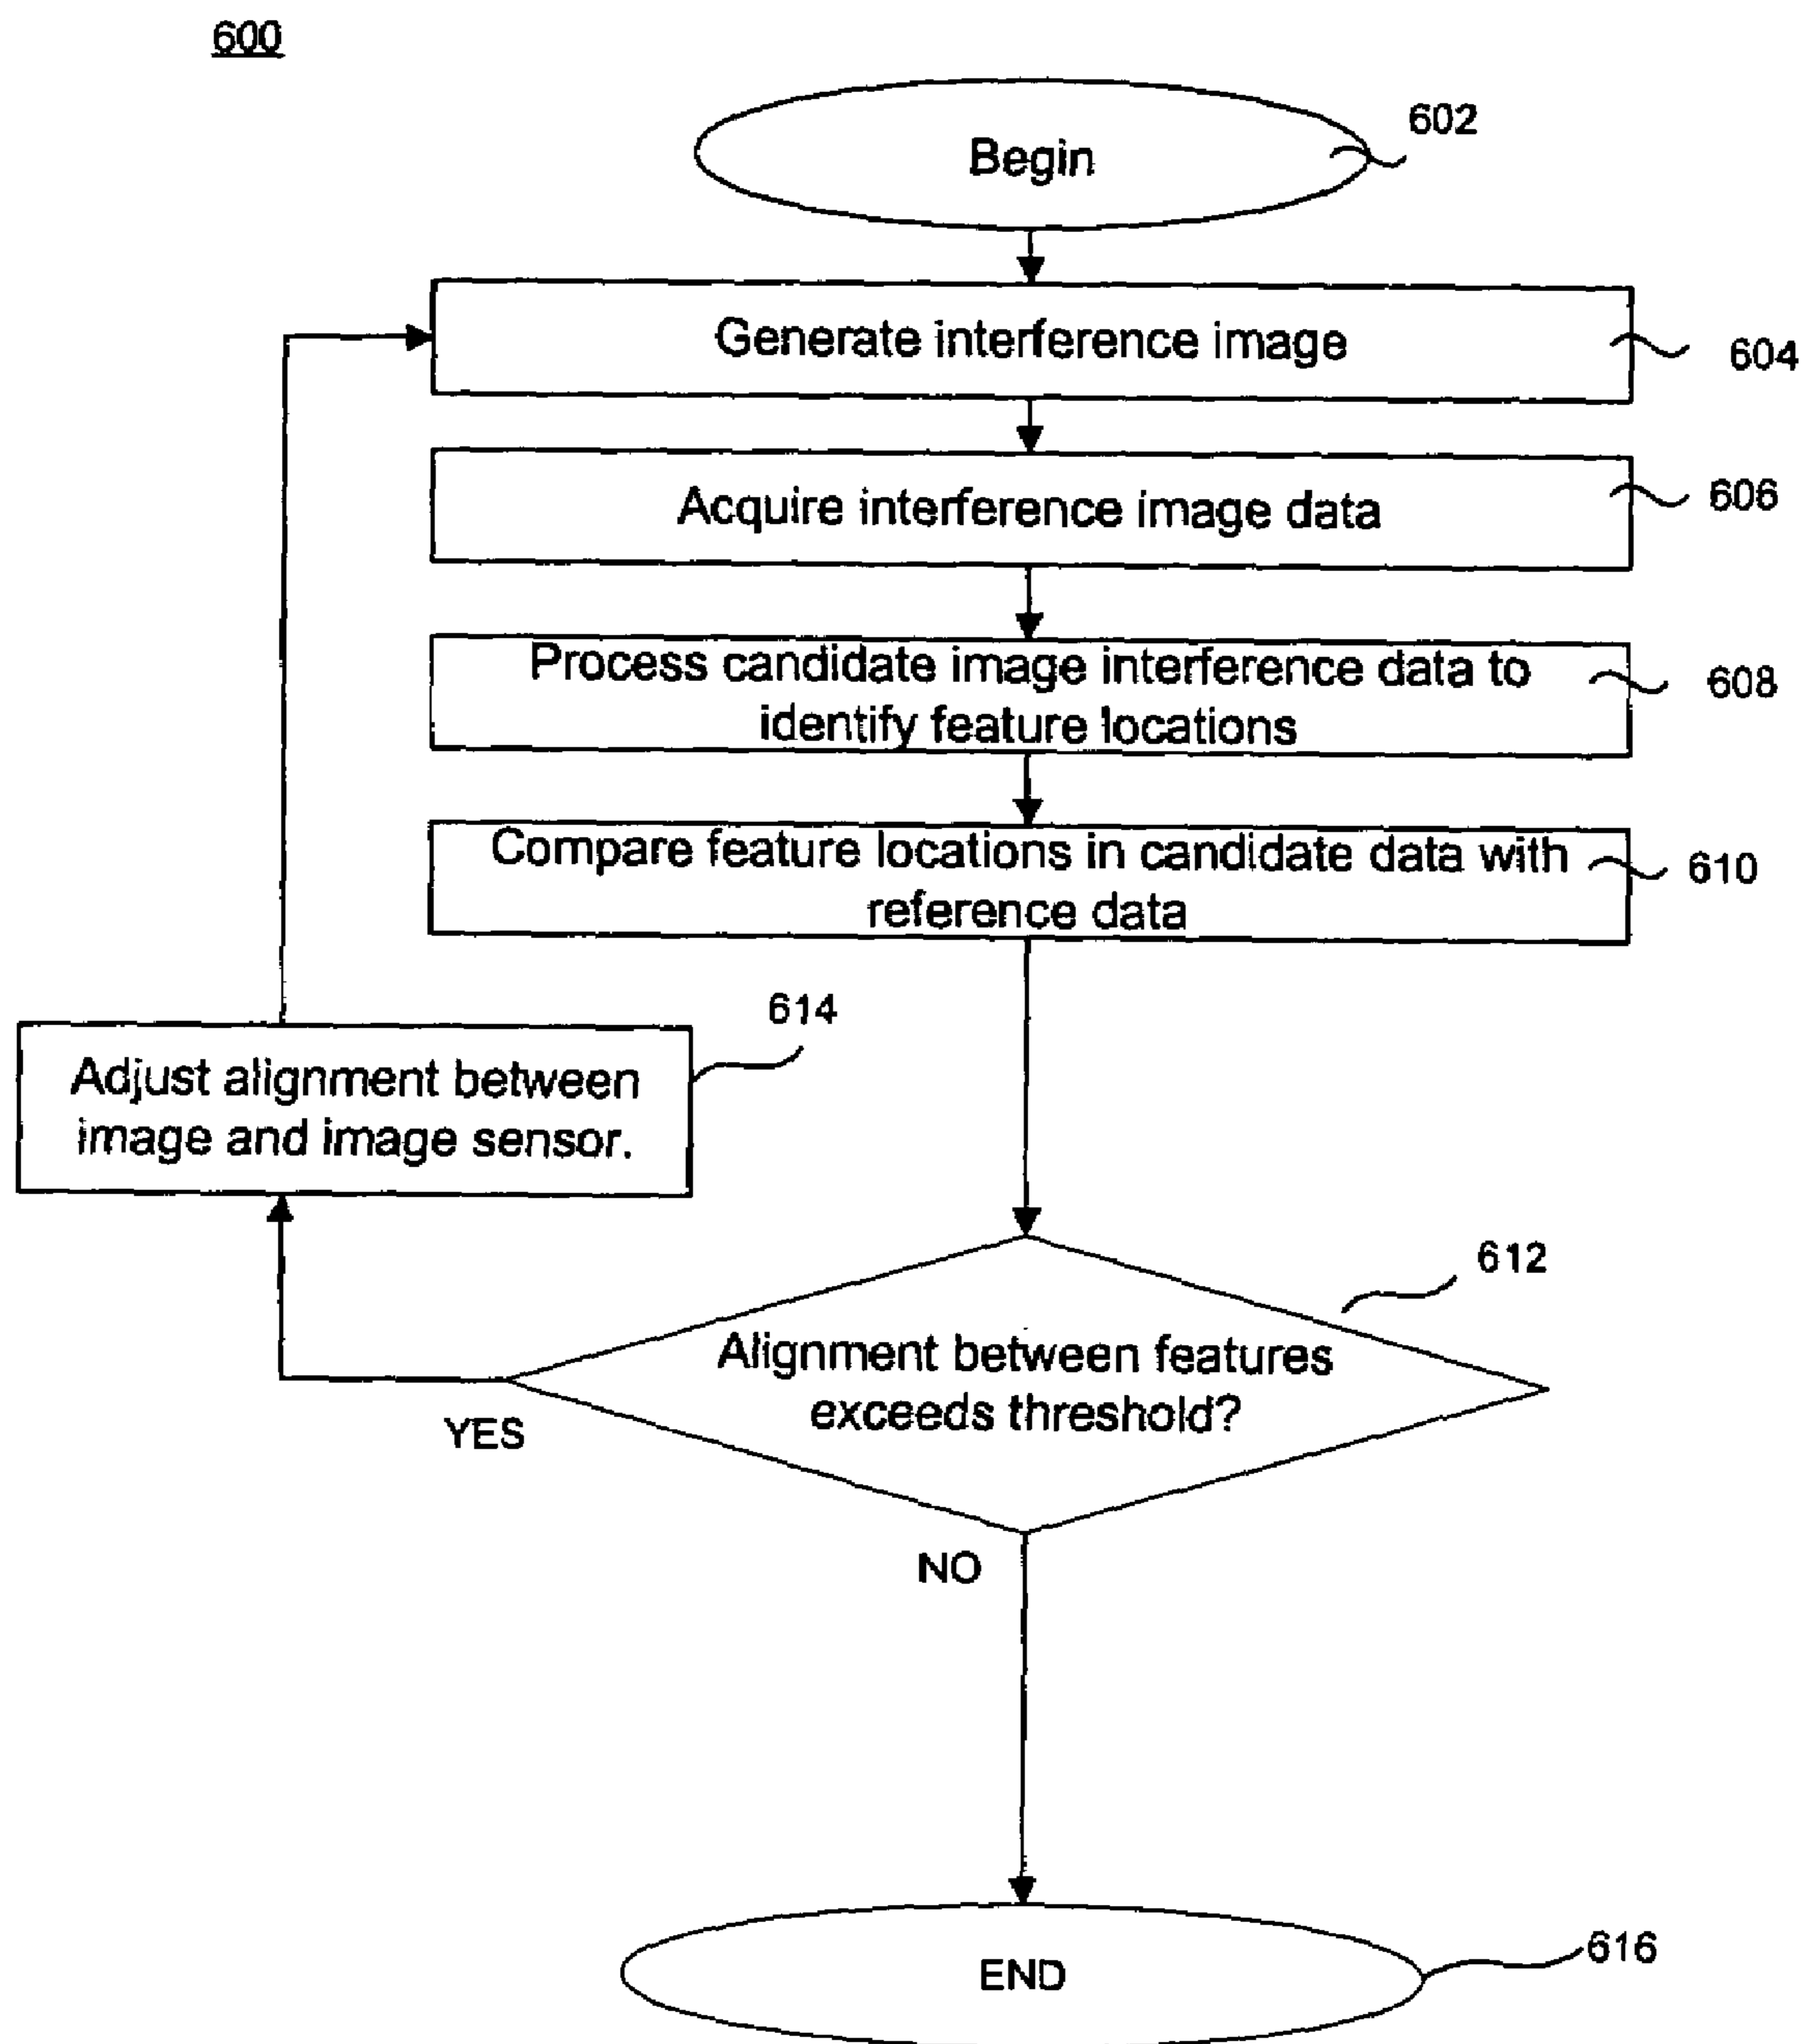 600
Begin
602
Generate interference image
604
Acquire interference image data
606
Process candidate image interference data to
identify feature locations
608
Compare feature locations in candidate data with
reference data
610
614
Adjust alignment between
image and image sensor.
612
Alignment between features
exceeds threshold?
YES
NO
END
616